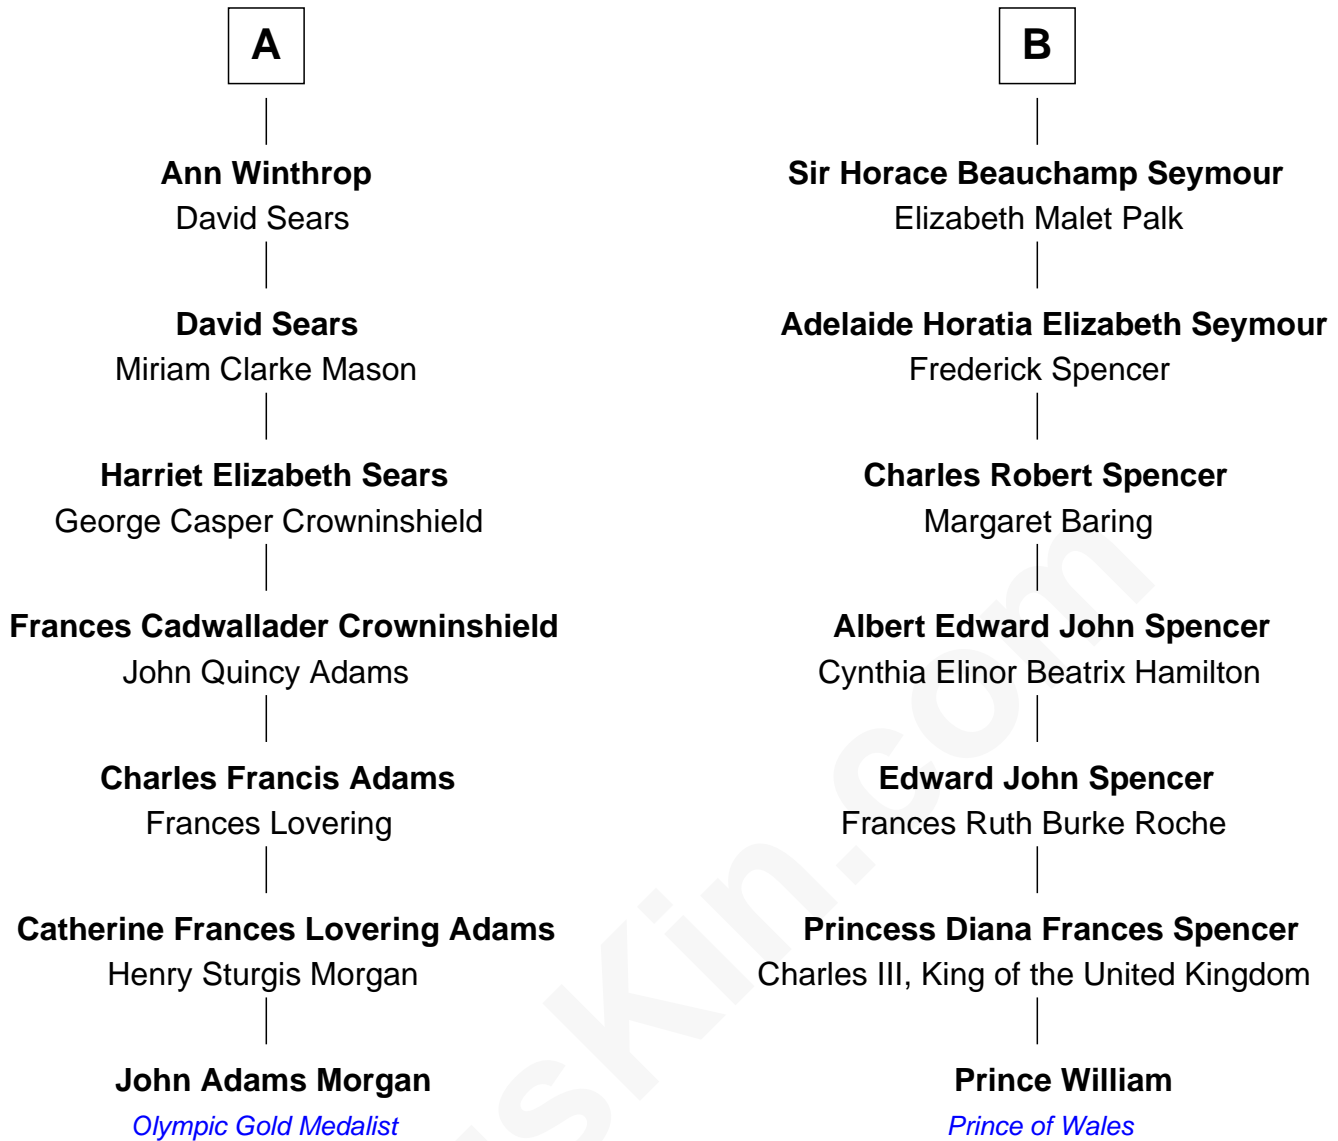 A
Ann Winthrop
David Sears
David Sears
Miriam Clarke Mason
Harriet Elizabeth Sears
George Casper Crowninshield
Frances Cadwallader Crowninshield
John Quincy Adams
Charles Francis Adams
Frances Lovering
Catherine Frances Lovering Adams
Henry Sturgis Morgan
John Adams Morgan
Olympic Gold Medalist
B
Sir Horace Beauchamp Seymour
Elizabeth Malet Palk
Adelaide Horatia Elizabeth Seymour
Frederick Spencer
Charles Robert Spencer
Margaret Baring
Albert Edward John Spencer
Cynthia Elinor Beatrix Hamilton
Edward John Spencer
Frances Ruth Burke Roche
Princess Diana Frances Spencer
Charles III, King of the United Kingdom
Prince William
Prince of Wales
sKin.com